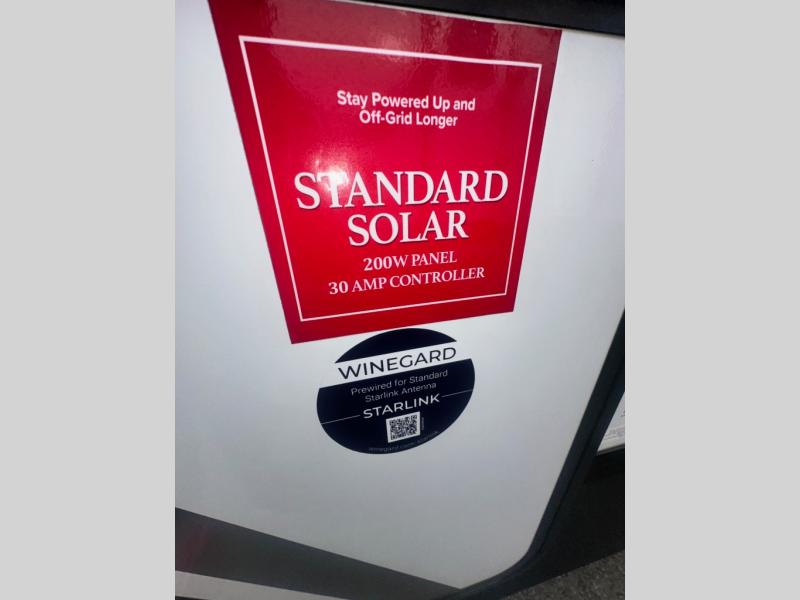 Stay Powered Up and
Off-Grid Longer
STANDARD
SOLAR
200W PANEL
30 AMP CONTROLLER
WINEGARD
Prewired for Standard
Starlink Antenna
STARLINK